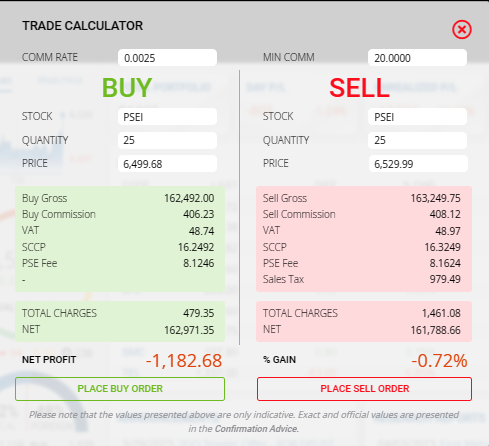 TRADE CALCULATOR
COMM RATE 0.0025 MIN COMM 20.0000
BUY SELL
STOCK PSEI STOCK PSEI
QUANTITY 25 QUANTITY 25
PRICE 6,499.68 PRICE 6,529.99
Buy Gross 162,492.00 Sell Gross 163,249.75
Buy Commission 406.23 Sell Commission 408.12
VAT 48.74 VAT 48.97
SCCP 16.2492 SCCP 16.3249
PSE Fee 8.1246 PSE Fee 8.1624
- Sales Tax 979.49
TOTAL CHARGES 479.35 TOTAL CHARGES 1,461.08
NET 162,971.35 NET 161,788.66
NET PROFIT -1,182.68 % GAIN -0.72%
PLACE BUY ORDER PLACE SELL ORDER
Please note that the values presented above are only indicative. Exact and official values are presented
in the Confirmation Advice.